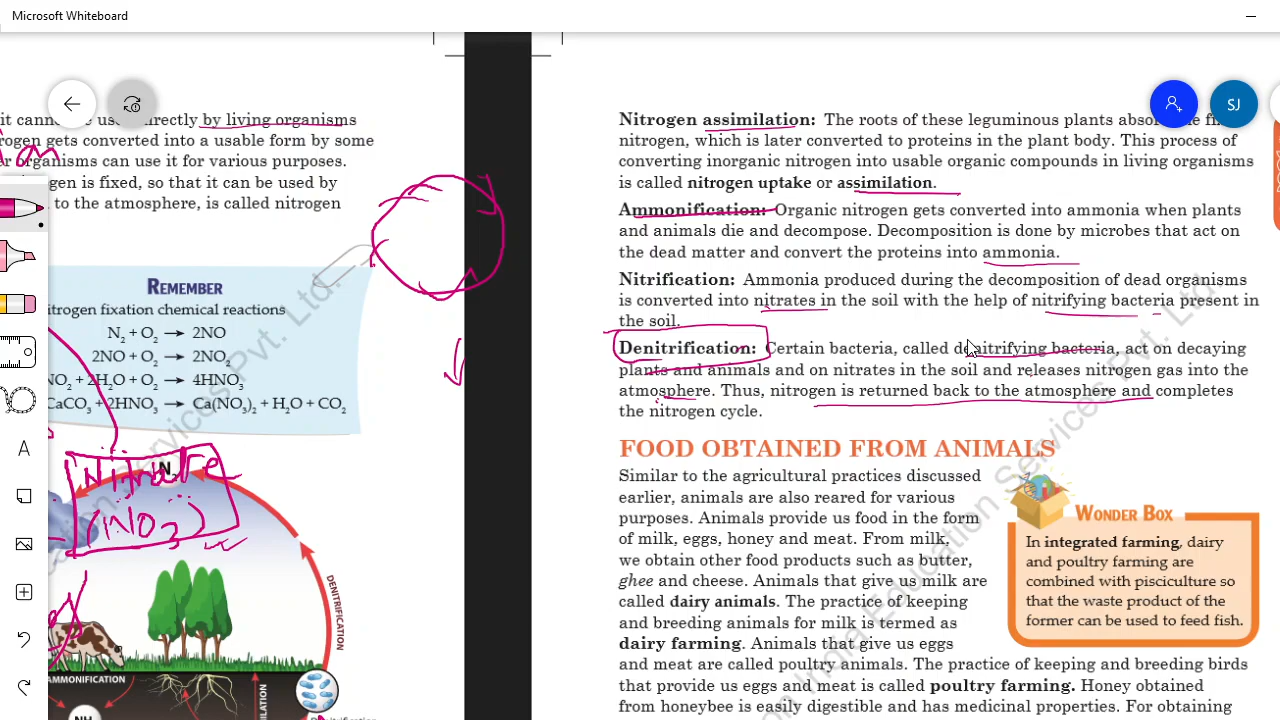 Microsoft Whiteboard
SJ
it cannot be used directly by living organisms
rogen gets converted into a usable form by some
er organisms can use it for various purposes.
ogen is fixed, so that it can be used by
to the atmosphere, is called nitrogen
REMEMBER
itrogen fixation chemical reactions
N₂ + O₂ → 2NO
2NO + O₂ → 2NO₂
NO₂ + 2H₂O + O₂ → 4HNO₃
CaCO₃ + 2HNO₃ → Ca(NO₃)₂ + H₂O + CO₂
Nitrate
(NO3)
DENITRIFICATION
AMMONIFICATION
NH
Nitrogen assimilation: The roots of these leguminous plants absorb the
nitrogen, which is later converted to proteins in the plant body. This process of
converting inorganic nitrogen into usable organic compounds in living organisms
is called nitrogen uptake or assimilation.
Ammonification: Organic nitrogen gets converted into ammonia when plants
and animals die and decompose. Decomposition is done by microbes that act on
the dead matter and convert the proteins into ammonia.
Nitrification: Ammonia produced during the decomposition of dead organisms
is converted into nitrates in the soil with the help of nitrifying bacteria present in
the soil.
Denitrification: Certain bacteria, called denitrifying bacteria, act on decaying
plants and animals and on nitrates in the soil and releases nitrogen gas into the
atmosphere. Thus, nitrogen is returned back to the atmosphere and completes
the nitrogen cycle.
FOOD OBTAINED FROM ANIMALS
Similar to the agricultural practices discussed
earlier, animals are also reared for various
purposes. Animals provide us food in the form
of milk, eggs, honey and meat. From milk,
we obtain other food products such as butter,
ghee and cheese. Animals that give us milk are
called dairy animals. The practice of keeping
and breeding animals for milk is termed as
dairy farming. Animals that give us eggs
and meat are called poultry animals. The practice of keeping and breeding birds
that provide us eggs and meat is called poultry farming. Honey obtained
from honeybee is easily digestible and has medicinal properties. For obtaining
WONDER BOX
In integrated farming, dairy
and poultry farming are
combined with pisciculture so
that the waste product of the
former can be used to feed fish.